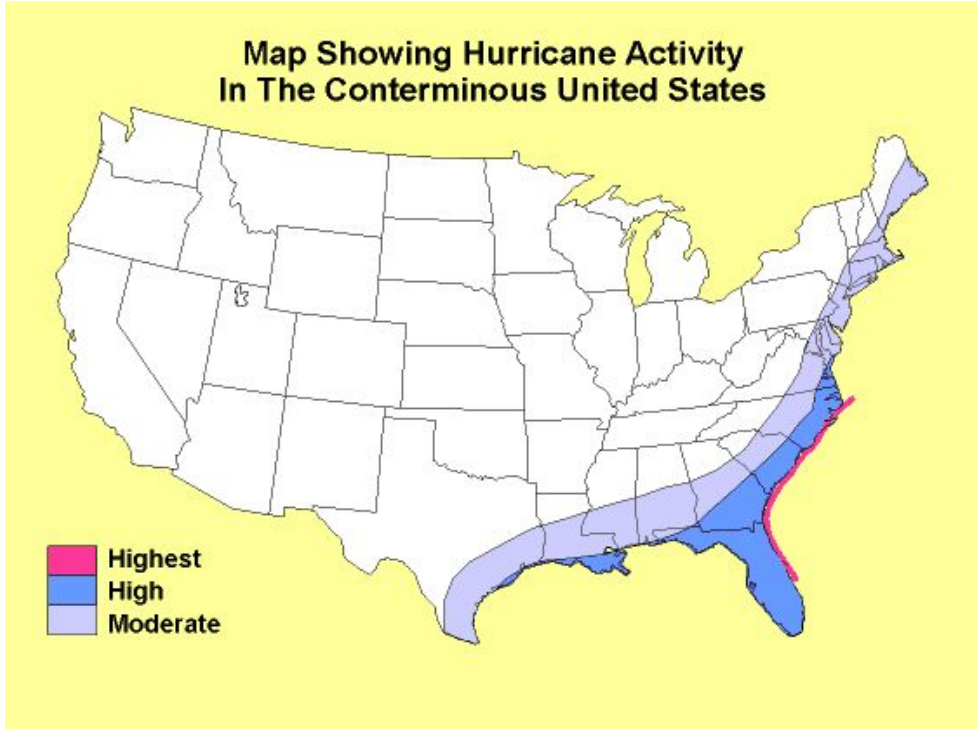 Map Showing Hurricane Activity
In The Conterminous United States
Highest
High
Moderate